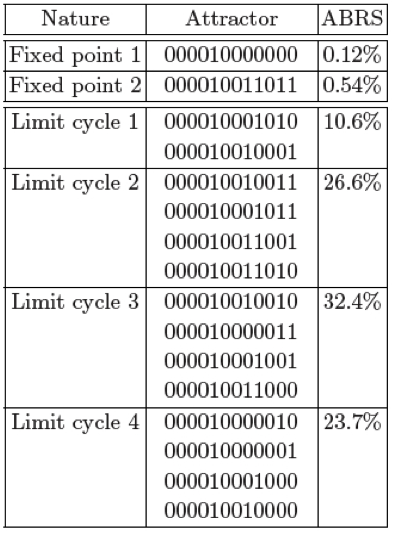 Nature Attractor ABRS
Fixed point 1 000010000000 0.12%
Fixed point 2 000010011011 0.54%
Limit cycle 1 000010001010 10.6%
000010010001
Limit cycle 2 000010010011 26.6%
000010001011
000010011001
000010011010
Limit cycle 3 000010010010 32.4%
000010000011
000010001001
000010011000
Limit cycle 4 000010000010 23.7%
000010000001
000010001000
000010010000